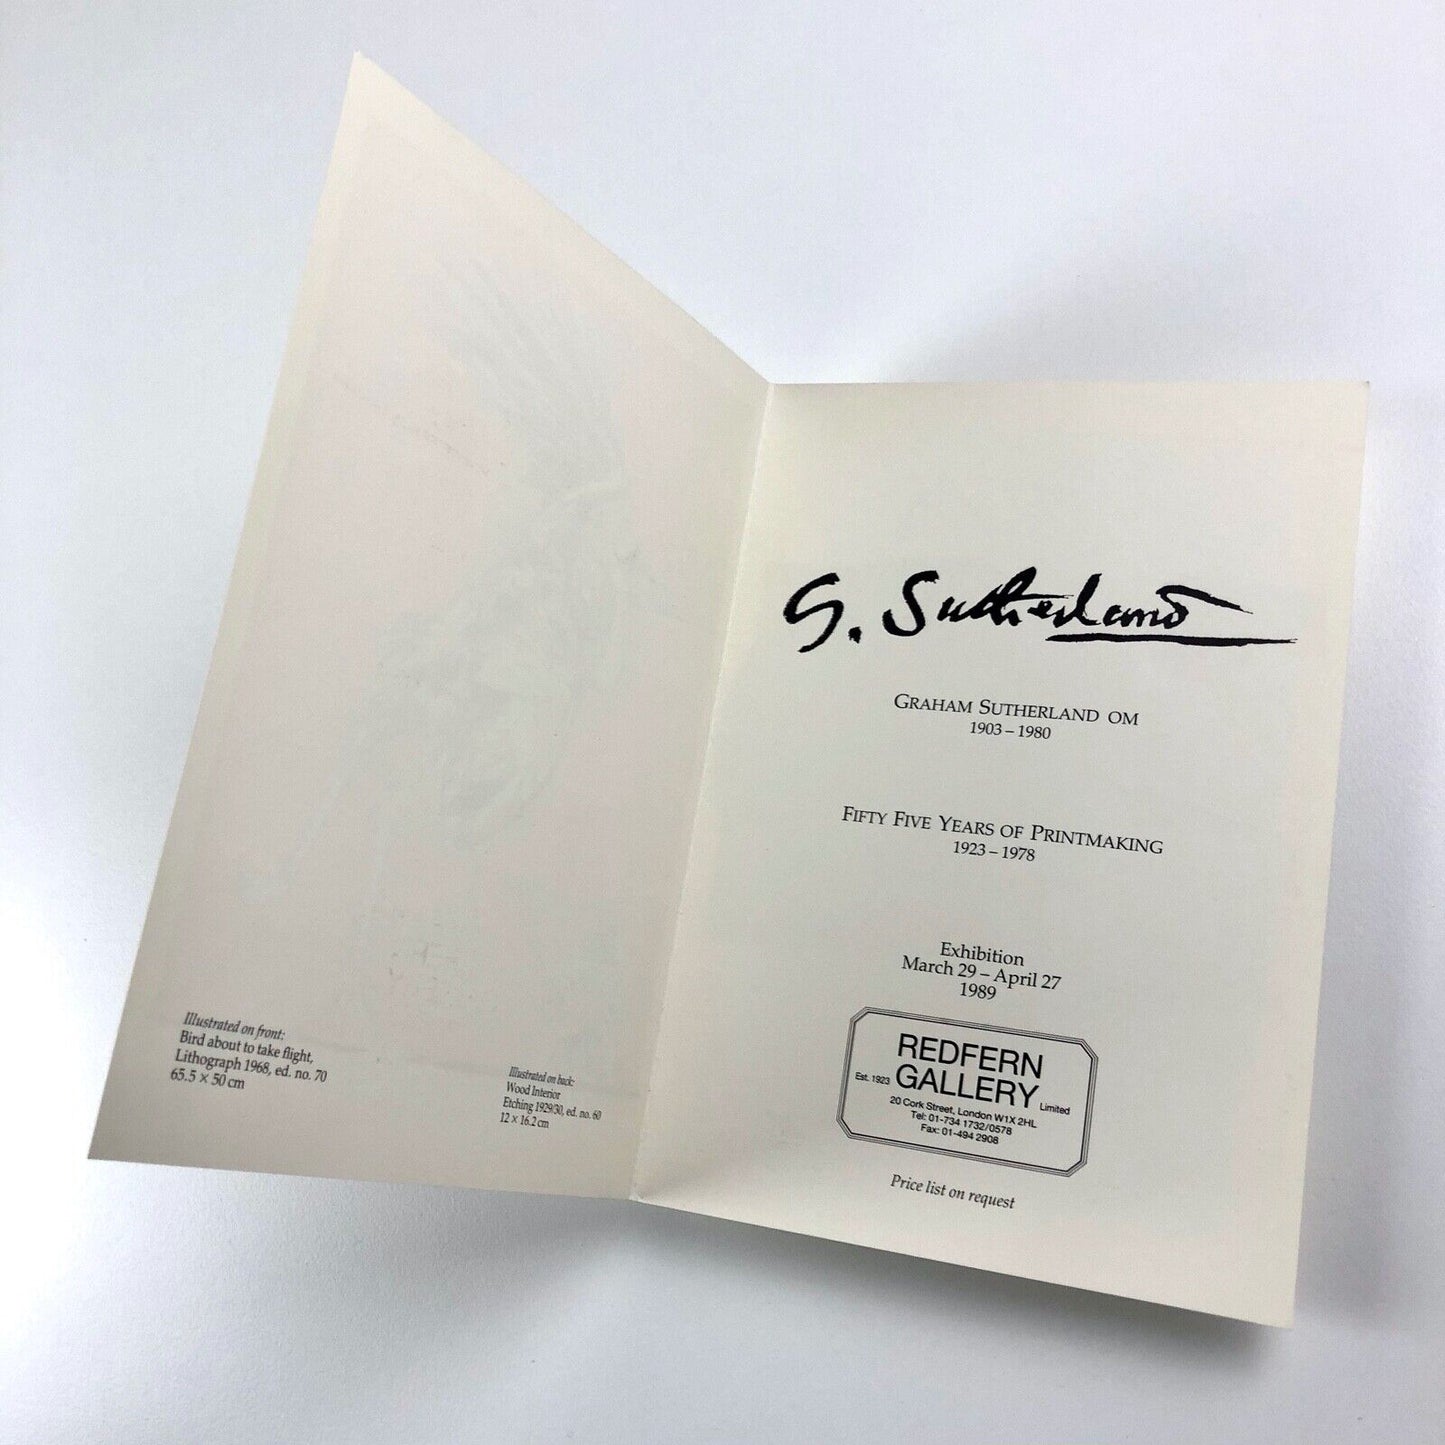 Illustrated on front:
Bird about to take flight,
Lithograph 1968, ed. no. 70
65.5 × 50 cm
Illustrated on back:
Wood Interior
Etching 1929/30, ed. no. 60
12 × 16.2 cm
G. Sutherland
GRAHAM SUTHERLAND OM
1903 – 1980
FIFTY FIVE YEARS OF PRINTMAKING
1923 – 1978
Exhibition
March 29 – April 27
1989
REDFERN
Est. 1923 GALLERY Limited
20 Cork Street, London W1X 2HL
Tel: 01-734 1732/0578
Fax: 01-494 2908
Price list on request